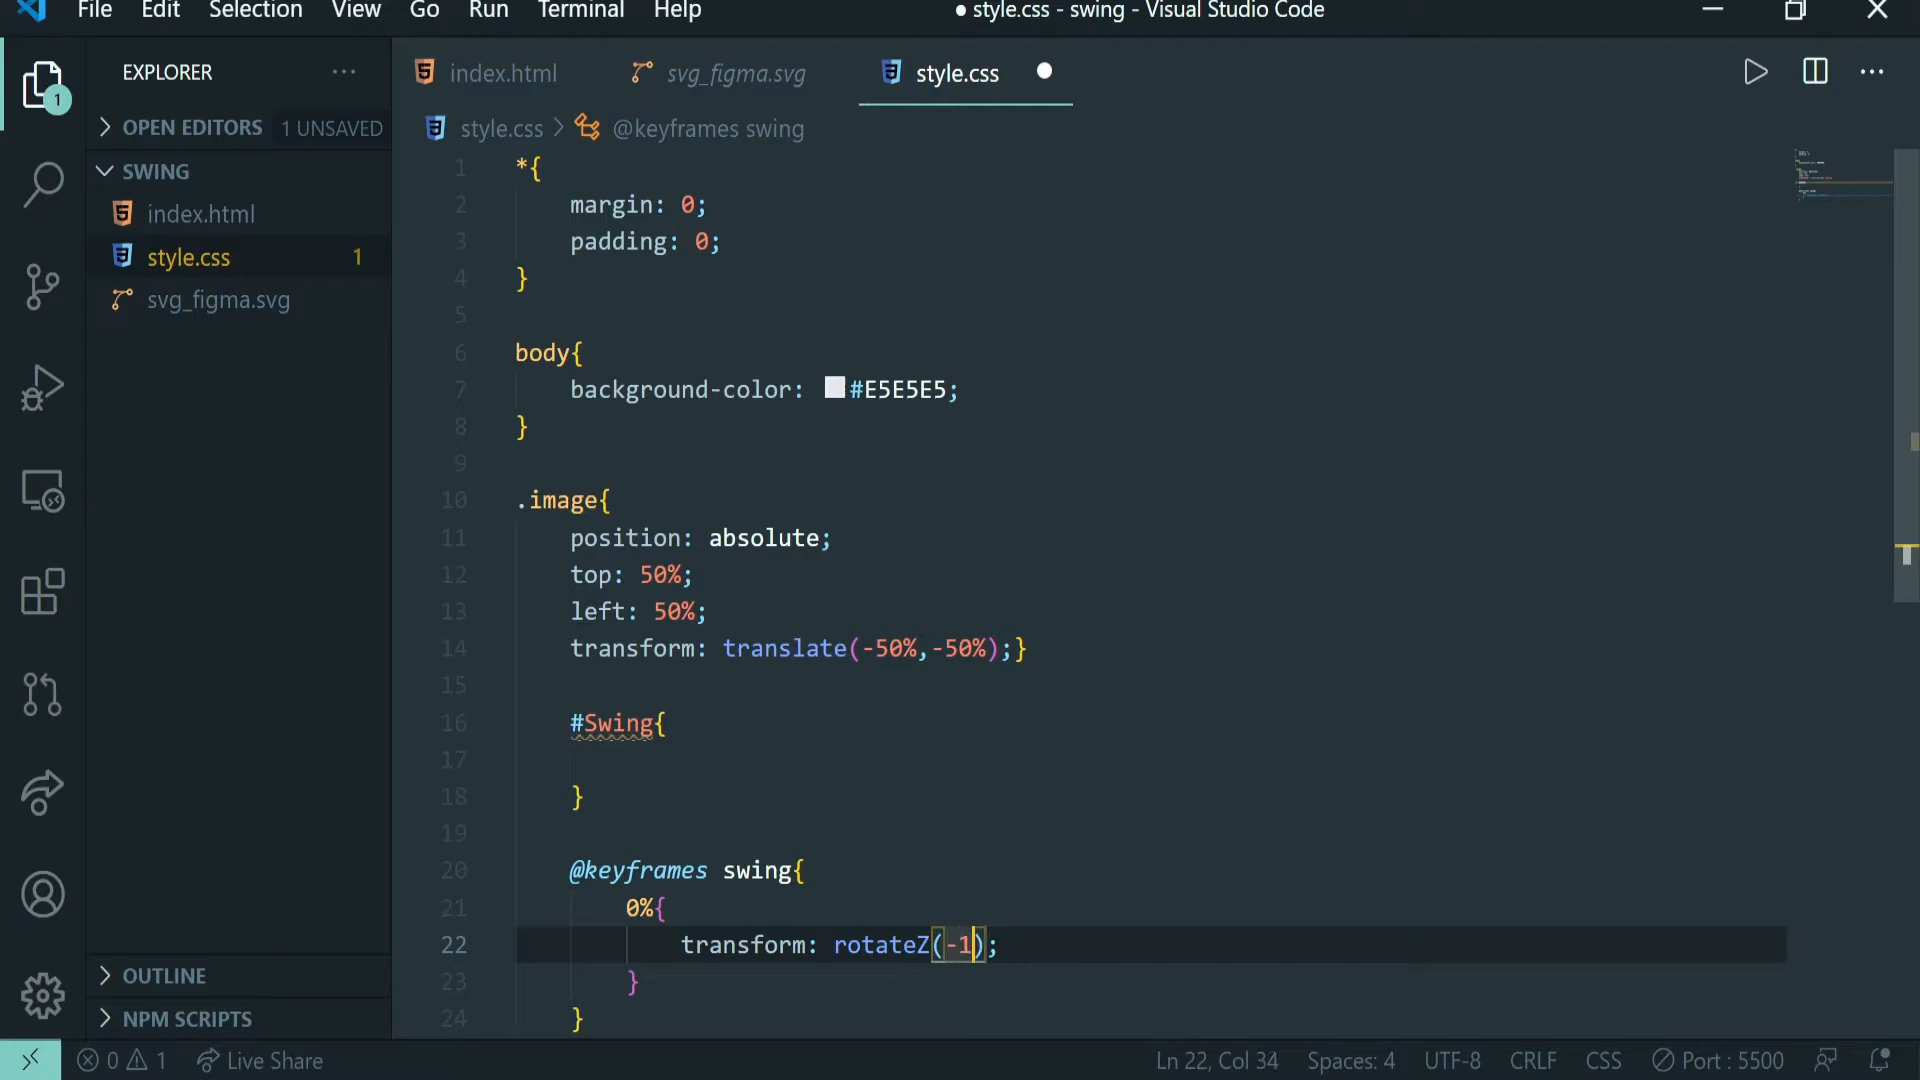 File Edit Selection View Go Run Terminal Help
● style.css - swing - Visual Studio Code
EXPLORER
index.html
svg_figma.svg
style.css
OPEN EDITORS 1 UNSAVED
style.css > @keyframes swing
SWING
index.html
style.css 1
svg_figma.svg
1
1 *{
2 margin: 0;
3 padding: 0;
4 }
5
6 body{
7 background-color: #E5E5E5;
8 }
9
10 .image{
11 position: absolute;
12 top: 50%;
13 left: 50%;
14 transform: translate(-50%,-50%);}
15
16 #Swing{
17
18 }
19
20 @keyframes swing{
21 0%{
22 transform: rotateZ(-1);
23 }
24 }
OUTLINE
NPM SCRIPTS
0 1 Live Share
Ln 22, Col 34 Spaces: 4 UTF-8 CRLF CSS Port : 5500